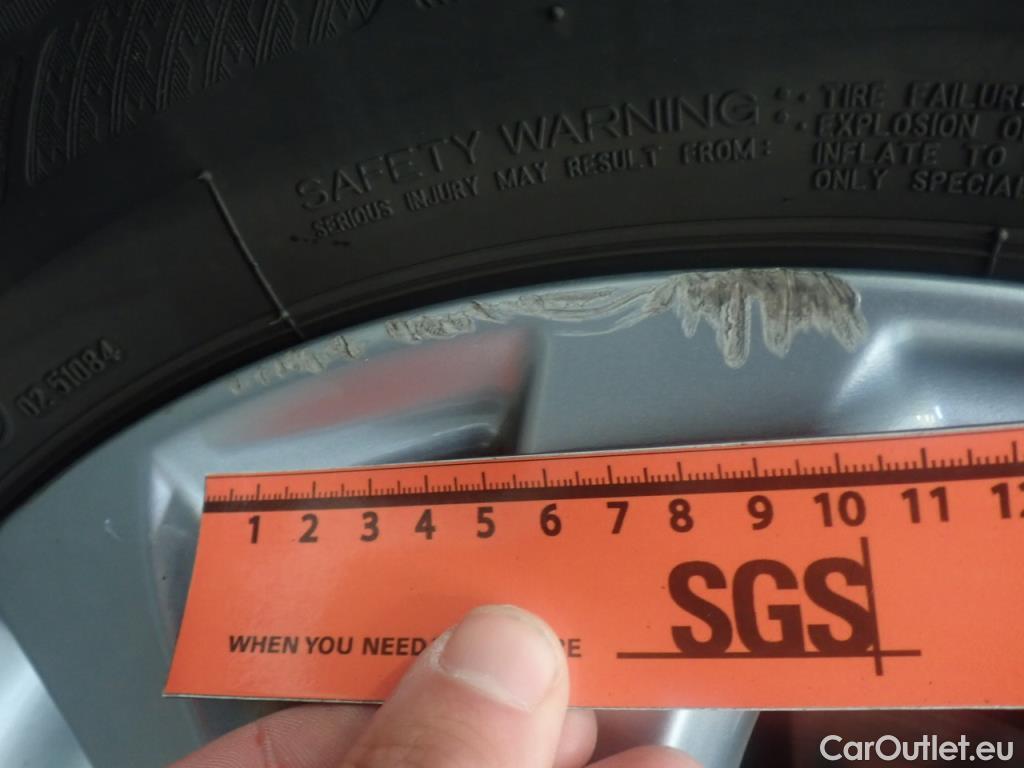 SAFETY WARNING
SERIOUS INJURY MAY RESULT FROM:
TIRE FAILUR
EXPLOSION O
INFLATE TO
ONLY SPECIA
02 51084
1 2 3 4 5 6 7 8 9 10 11 12
SGS
WHEN YOU NEED
CarOutlet.eu